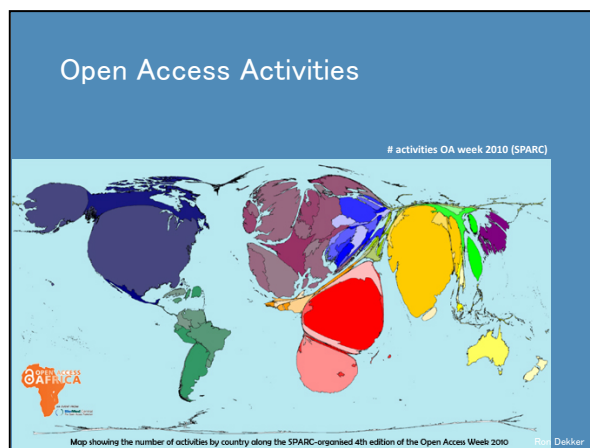 Open Access Activities
# activities OA week 2010 (SPARC)
OPEN ACCESS
AFRICA
Map showing the number of activities by country along the SPARC-organised 4th edition of the Open Access Week 2010
Ron Dekker